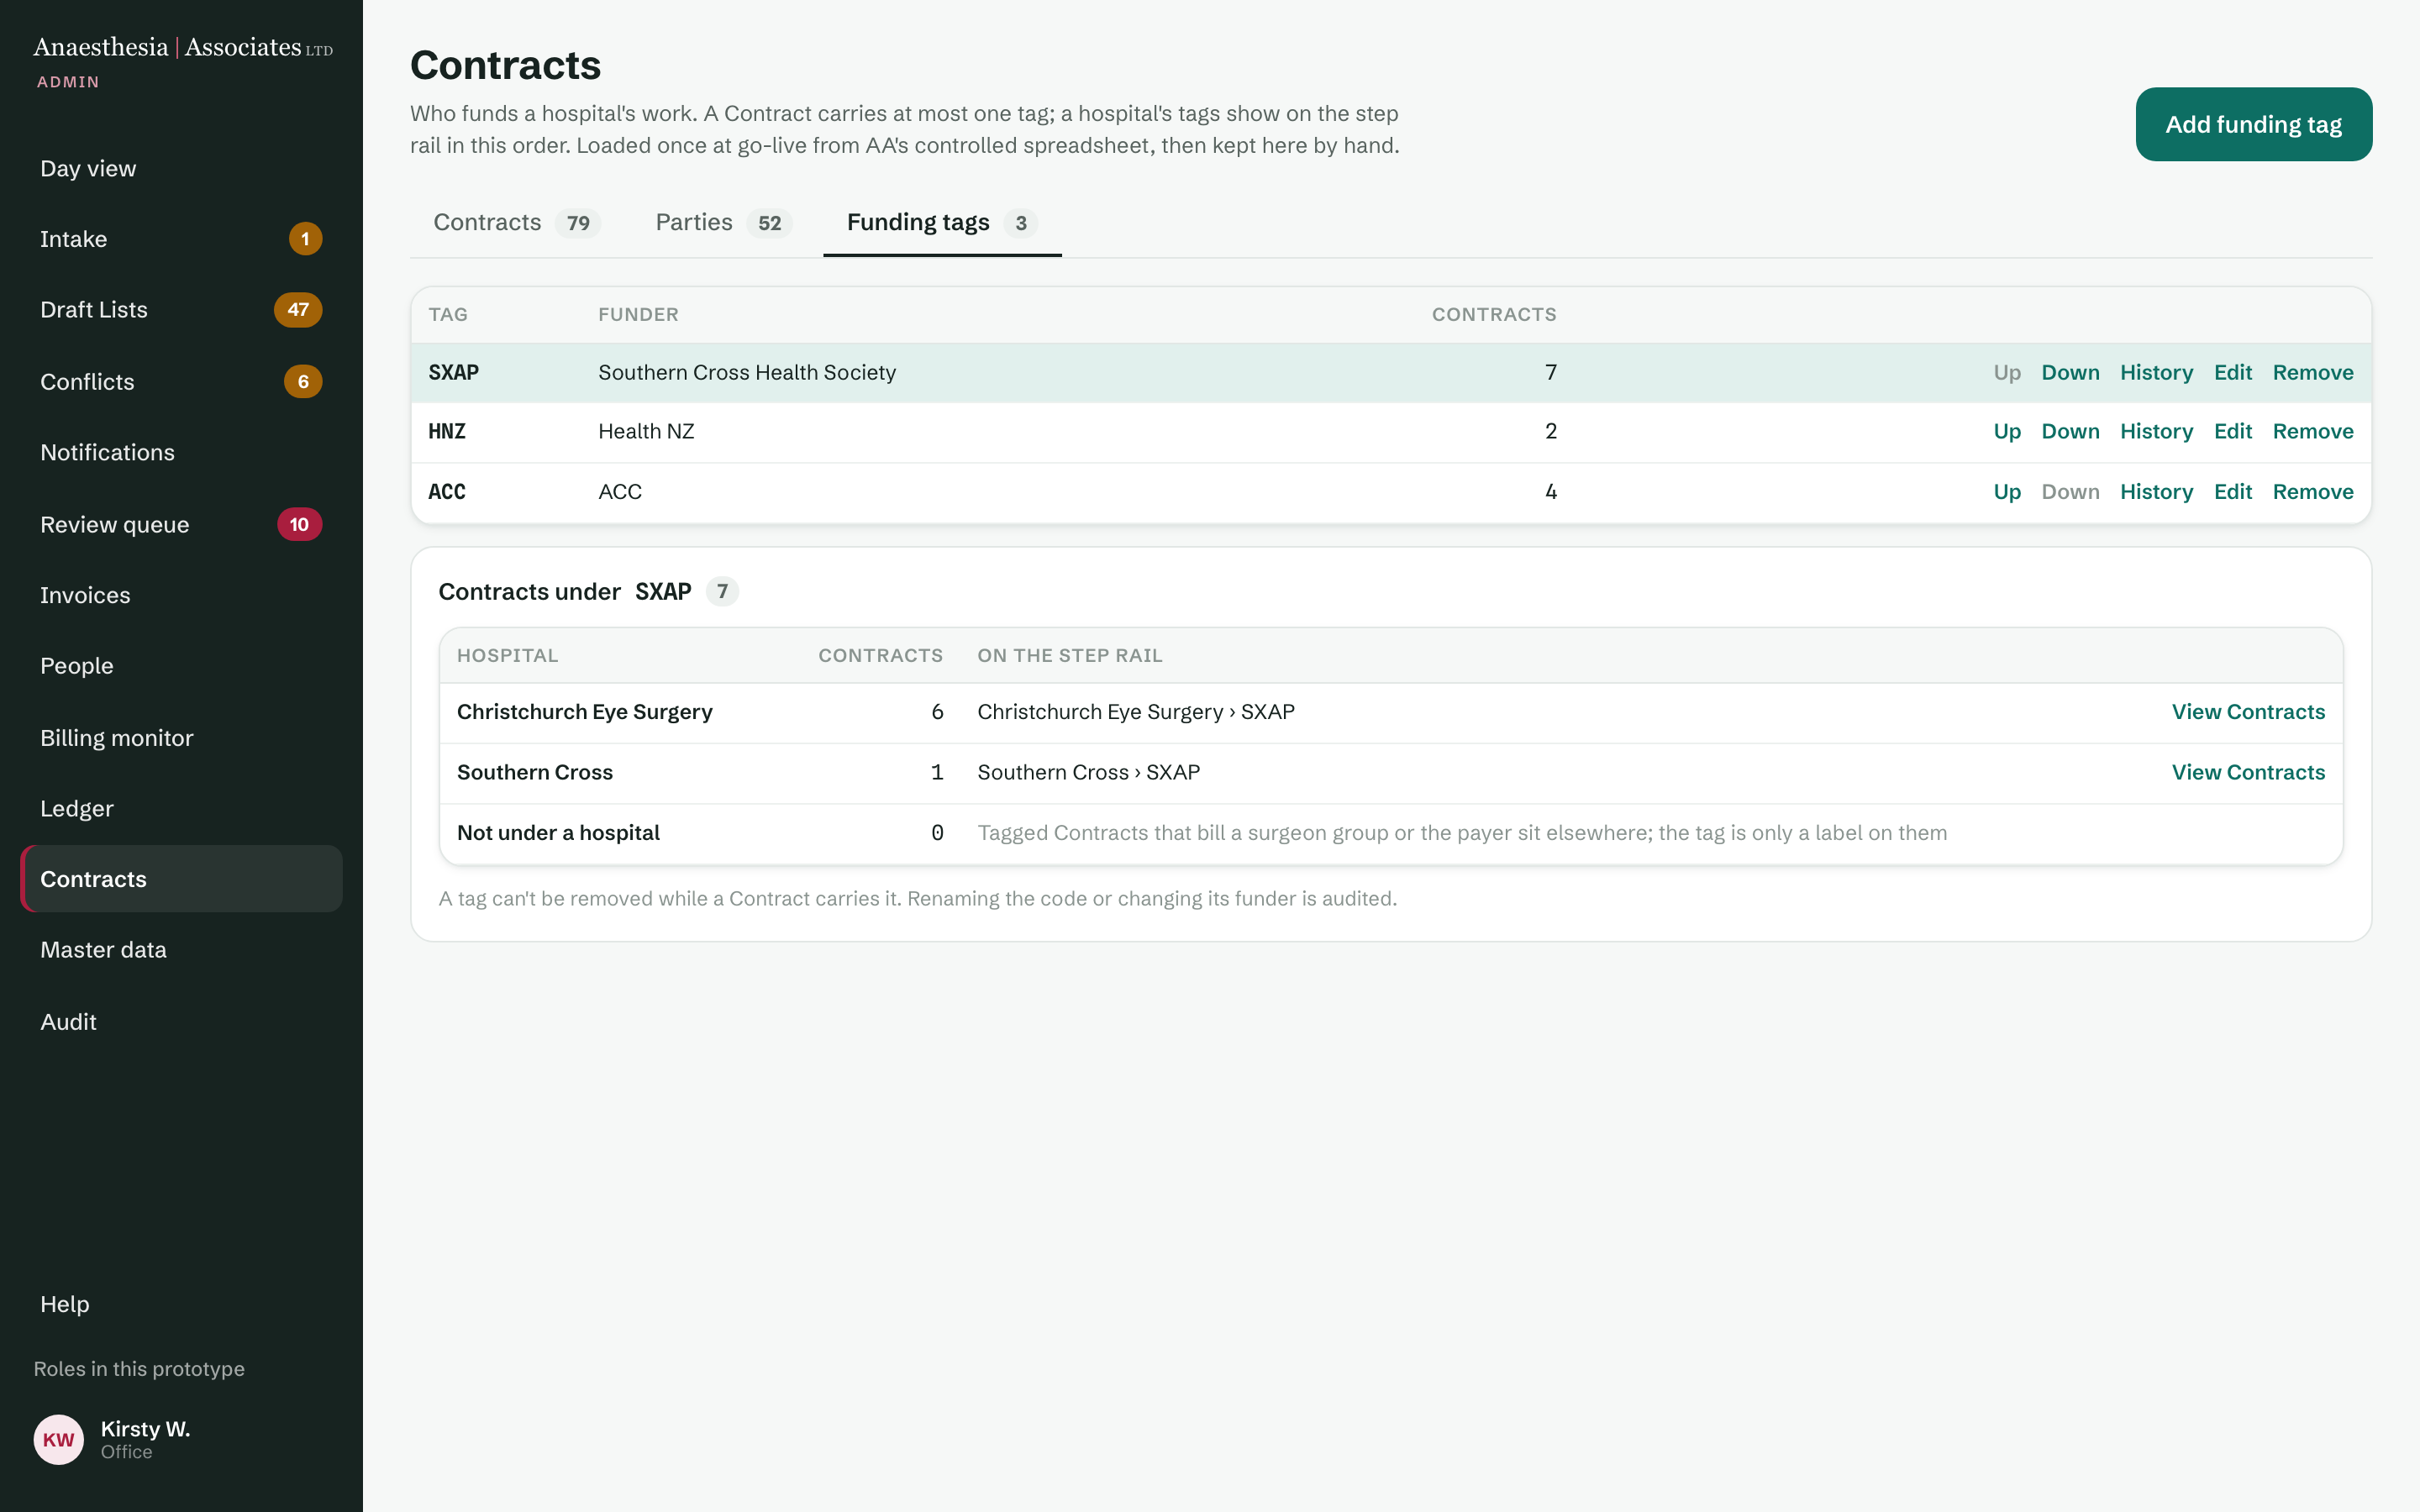 Anaesthesia | Associates LTD
ADMIN
Day view
Intake 1
Draft Lists 47
Conflicts 6
Notifications
Review queue 10
Invoices
People
Billing monitor
Ledger
Contracts
Master data
Audit
Help
Roles in this prototype
KW
Kirsty W.
Office
Contracts
Who funds a hospital's work. A Contract carries at most one tag; a hospital's tags show on the step
rail in this order. Loaded once at go-live from AA's controlled spreadsheet, then kept here by hand.
Add funding tag
Contracts 79 Parties 52 Funding tags 3
TAG FUNDER CONTRACTS
SXAP Southern Cross Health Society 7 Up Down History Edit Remove
HNZ Health NZ 2 Up Down History Edit Remove
ACC ACC 4 Up Down History Edit Remove
Contracts under SXAP 7
HOSPITAL CONTRACTS ON THE STEP RAIL
Christchurch Eye Surgery 6 Christchurch Eye Surgery › SXAP View Contracts
Southern Cross 1 Southern Cross › SXAP View Contracts
Not under a hospital 0 Tagged Contracts that bill a surgeon group or the payer sit elsewhere; the tag is only a label on them
A tag can't be removed while a Contract carries it. Renaming the code or changing its funder is audited.